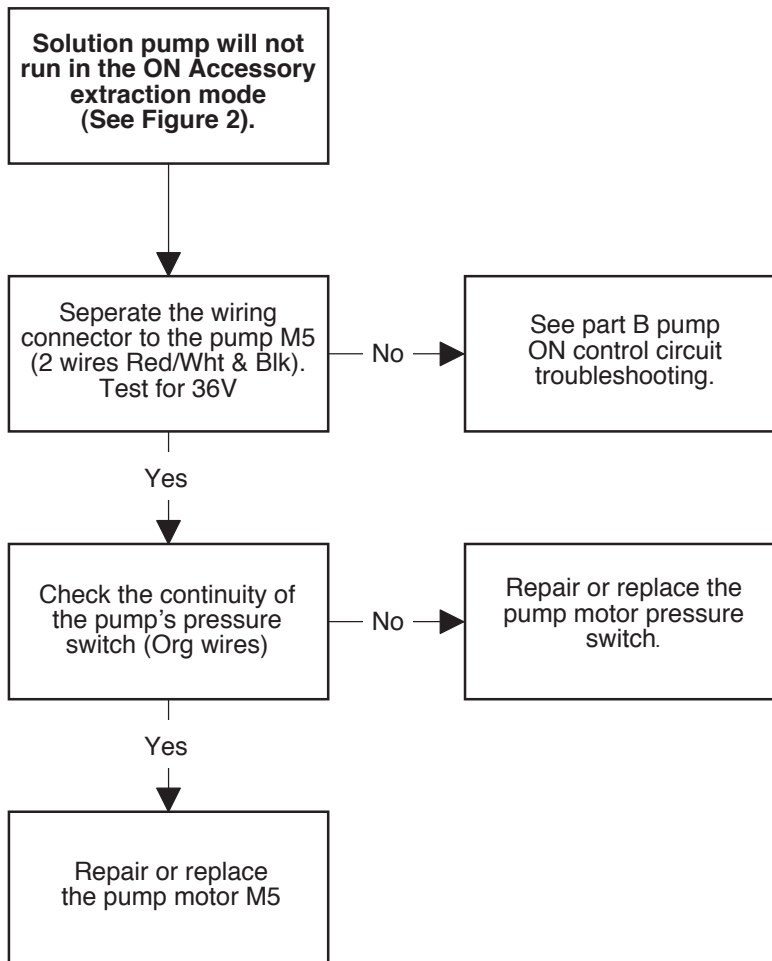 Solution pump will not
run in the ON Accessory
extraction mode
(See Figure 2).
Seperate the wiring
connector to the pump M5
(2 wires Red/Wht & Blk).
Test for 36V
No
See part B pump
ON control circuit
troubleshooting.
Yes
Check the continuity of
the pump's pressure
switch (Org wires)
No
Repair or replace the
pump motor pressure
switch.
Yes
Repair or replace
the pump motor M5